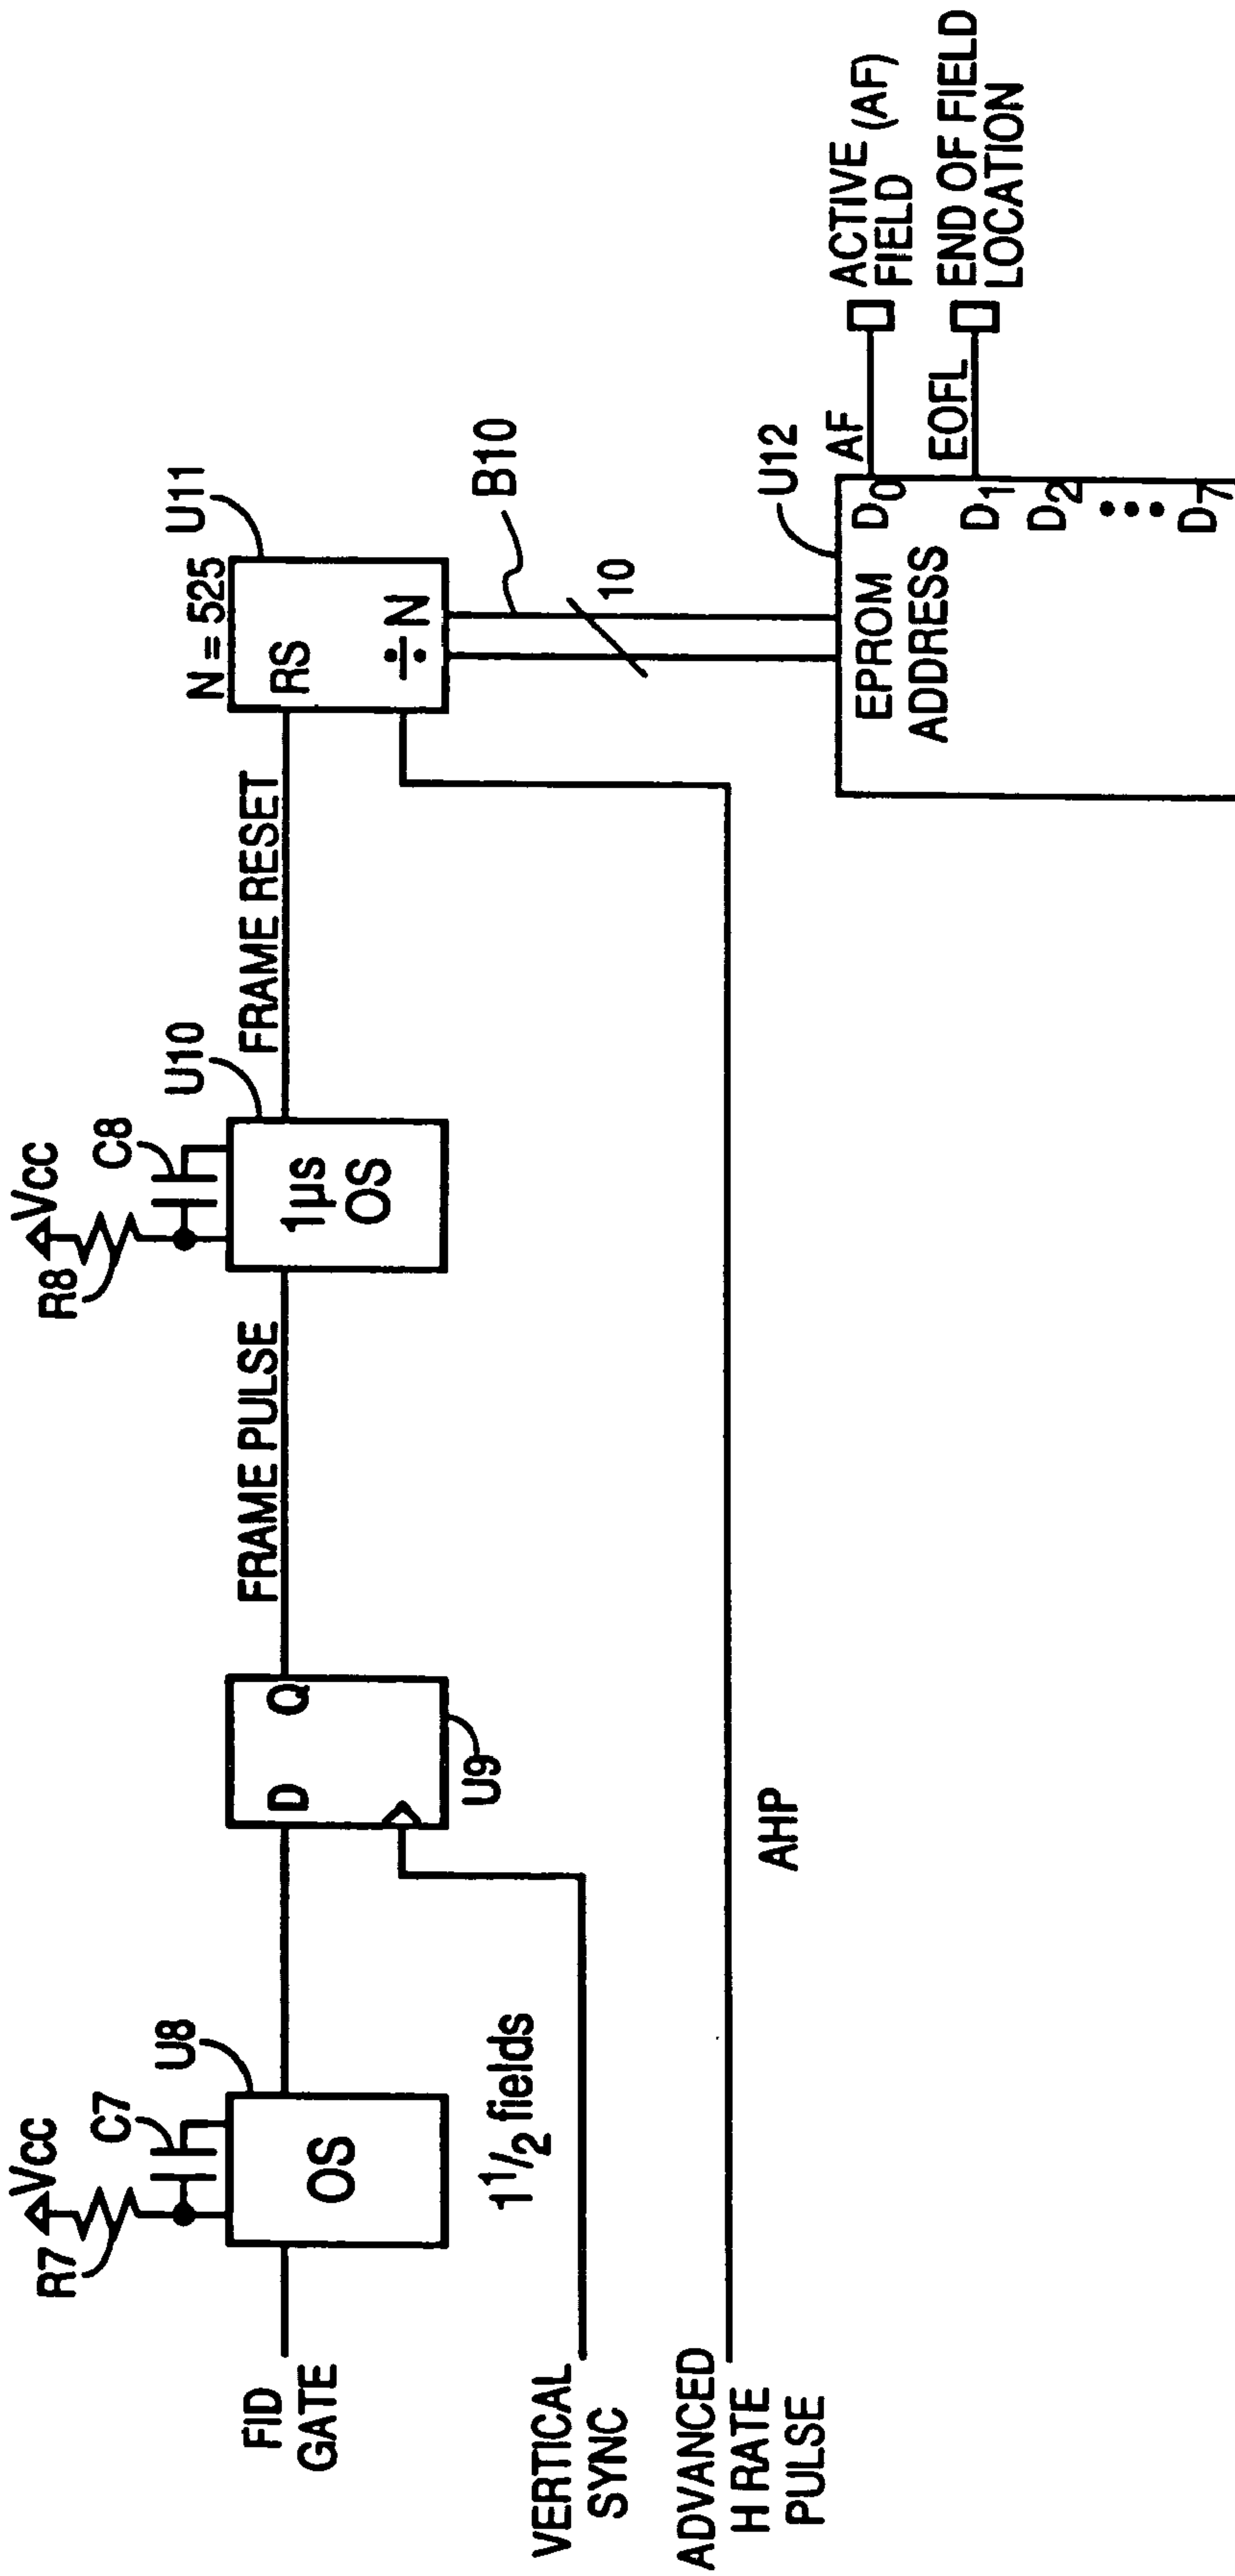 VCC
R7
C7
U8
OS
FID
GATE
1 1/2 fields
VERTICAL
SYNC
D Q
U9
FRAME PULSE
VCC
R8
C8
U10
1µs
OS
FRAME RESET
N = 525
U11
RS
÷N
B10
10
ADVANCED
H RATE
PULSE
AHP
U12
EPROM
ADDRESS
D0
D1
D2
D7
AF
EOFL
ACTIVE
FIELD (AF)
END OF FIELD
LOCATION